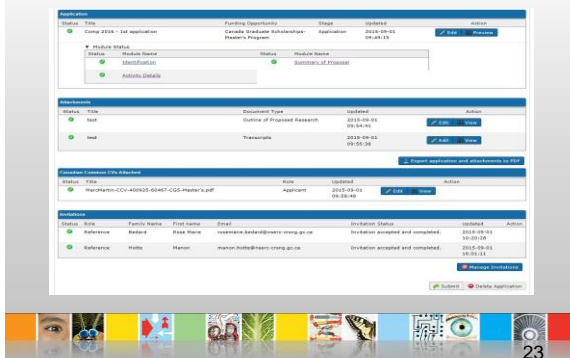 Application
Status Title Funding Opportunity Stage Updated Action
Comp 2016 - 1st application Canada Graduate Scholarships- Application 2015-09-01 Edit Preview
Master's Program 09:49:15
▼ Module Status
Status Module Name Status Module Name
Identification Summary of Proposal
Activity Details
Attachments
Status Title Document Type Updated Action
test Outline of Proposed Research 2015-09-01 Edit View
09:54:41
test Transcripts 2015-09-01 Edit View
09:55:38
Export application and attachments to PDF
Canadian Common CVs Attached
Status Title Role Updated Action
MarcMartin-CCV-400925-60467-CGS-Master's.pdf Applicant 2015-09-01 Edit View
Invitations
Status Role Family Name First name Email Invitation Status Updated Action
Reference Bedard Rose Marie rosemarie.bedard@nserc-crsng.gc.ca Invitation accepted and completed. 2015-09-01
10:20:26
Reference Hotte Manon manon.hotte@nserc-crsng.gc.ca Invitation accepted and completed. 2015-09-01
10:01:11
Manage Invitations
Submit Delete Application
23